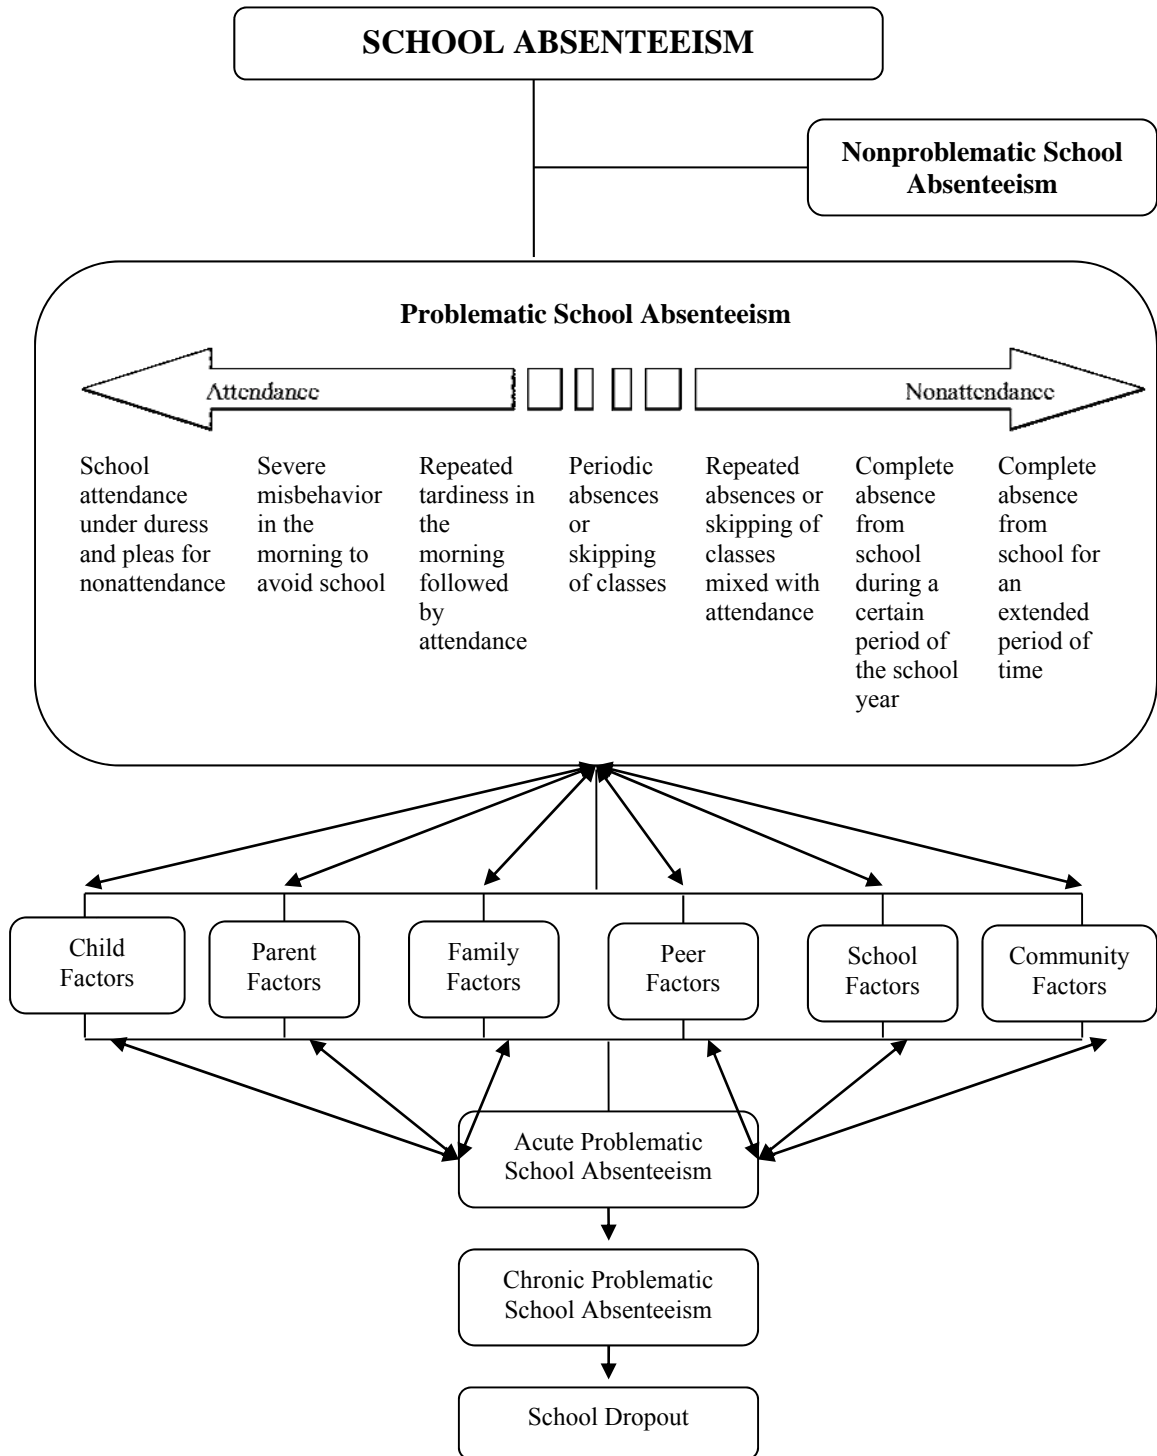 SCHOOL ABSENTEEISM
Nonproblematic School
Absenteeism
Problematic School Absenteeism
Attendance
Nonattendance
School
attendance
under duress
and pleas for
nonattendance
Severe
misbehavior
in the
morning to
avoid school
Repeated
tardiness in
the
morning
followed
by
attendance
Periodic
absences
or
skipping
of classes
Repeated
absences or
skipping of
classes
mixed with
attendance
Complete
absence
from
school
during a
certain
period of
the school
year
Complete
absence
from
school for
an
extended
period of
time
Child
Factors
Parent
Factors
Family
Factors
Peer
Factors
School
Factors
Community
Factors
Acute Problematic
School Absenteeism
Chronic Problematic
School Absenteeism
School Dropout